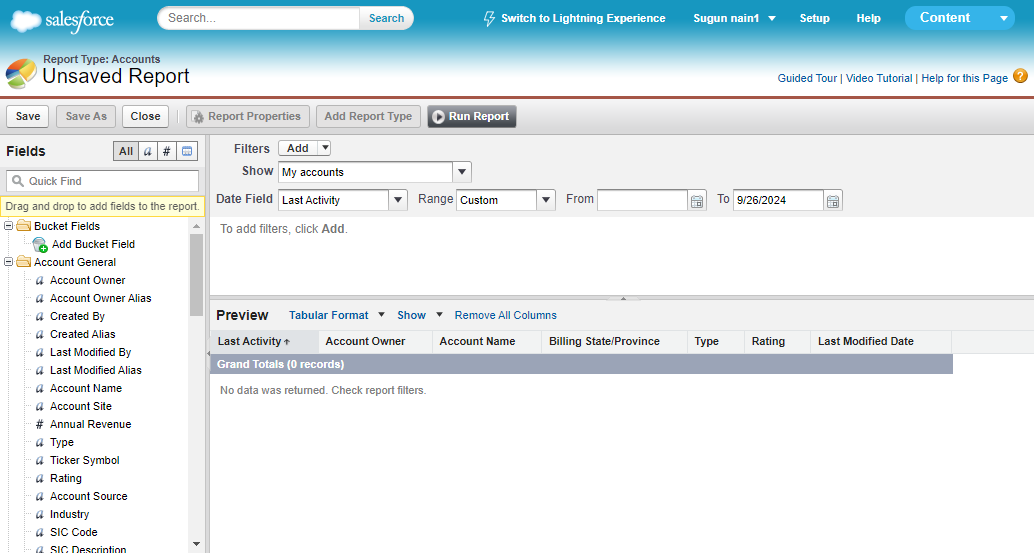 salesforce
Search...
Search
Switch to Lightning Experience
Sugun nain1
Setup
Help
Content
Report Type: Accounts
Unsaved Report
Guided Tour | Video Tutorial | Help for this Page
Save
Save As
Close
Report Properties
Add Report Type
Run Report
Fields
All
a
#
Quick Find
Drag and drop to add fields to the report.
Bucket Fields
Add Bucket Field
Account General
a Account Owner
a Account Owner Alias
a Created By
a Created Alias
a Last Modified By
a Last Modified Alias
a Account Name
a Account Site
# Annual Revenue
a Type
a Ticker Symbol
a Rating
a Account Source
a Industry
a SIC Code
a SIC Description
Filters
Add
Show
My accounts
Date Field
Last Activity
Range
Custom
From
To
9/26/2024
To add filters, click Add.
Preview
Tabular Format
Show
Remove All Columns
Last Activity
Account Owner
Account Name
Billing State/Province
Type
Rating
Last Modified Date
Grand Totals (0 records)
No data was returned. Check report filters.